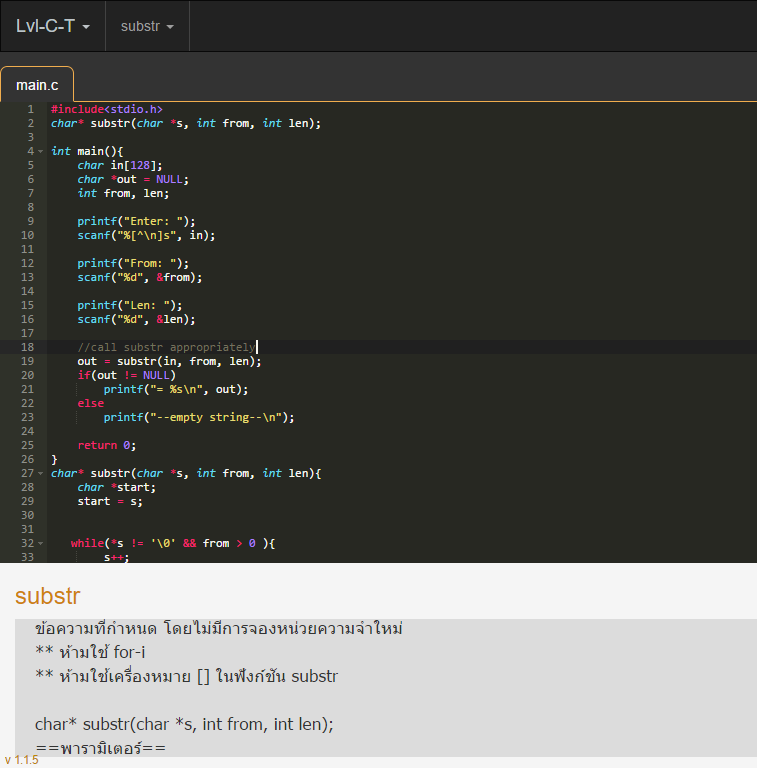 Lvl-C-T substr
main.c
1 #include<stdio.h>
2 char* substr(char *s, int from, int len);
3
4 int main(){
5 char in[128];
6 char *out = NULL;
7 int from, len;
8
9 printf("Enter: ");
10 scanf("%[^\n]s", in);
11
12 printf("From: ");
13 scanf("%d", &from);
14
15 printf("Len: ");
16 scanf("%d", &len);
17
18 //call substr appropriately
19 out = substr(in, from, len);
20 if(out != NULL)
21 printf("= %s\n", out);
22 else
23 printf("--empty string--\n");
24
25 return 0;
26 }
27 char* substr(char *s, int from, int len){
28 char *start;
29 start = s;
30
31
32 while(*s != '\0' && from > 0 ){
33 s++;
substr
ข้อความที่กำหนด โดยไม่มีการจองหน่วยความจำใหม่
** ห้ามใช้ for-i
** ห้ามใช้เครื่องหมาย [] ในฟังก์ชัน substr
char* substr(char *s, int from, int len);
==พารามิเตอร์==
v 1.1.5